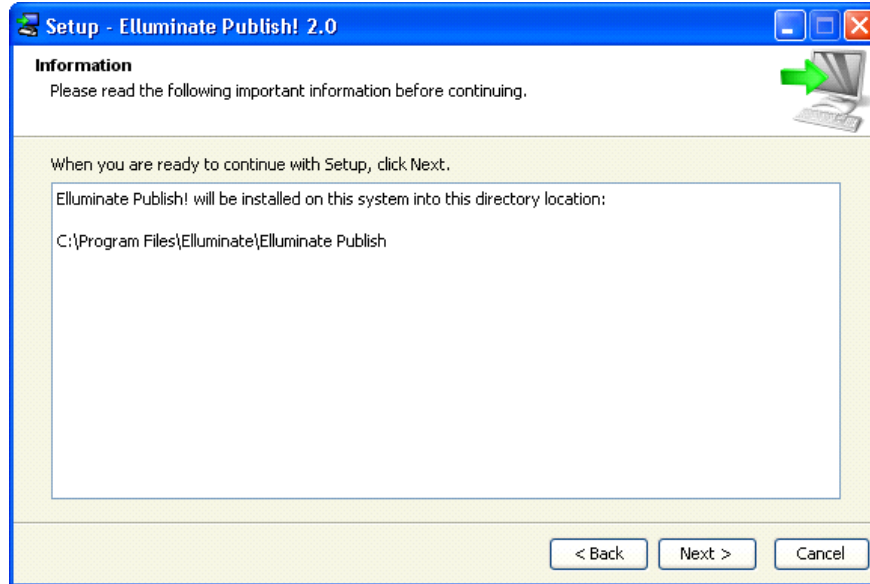 Setup - Elluminate Publish! 2.0
Information
Please read the following important information before continuing.
When you are ready to continue with Setup, click Next.
Elluminate Publish! will be installed on this system into this directory location:
C:\Program Files\Elluminate\Elluminate Publish
< Back
Next >
Cancel